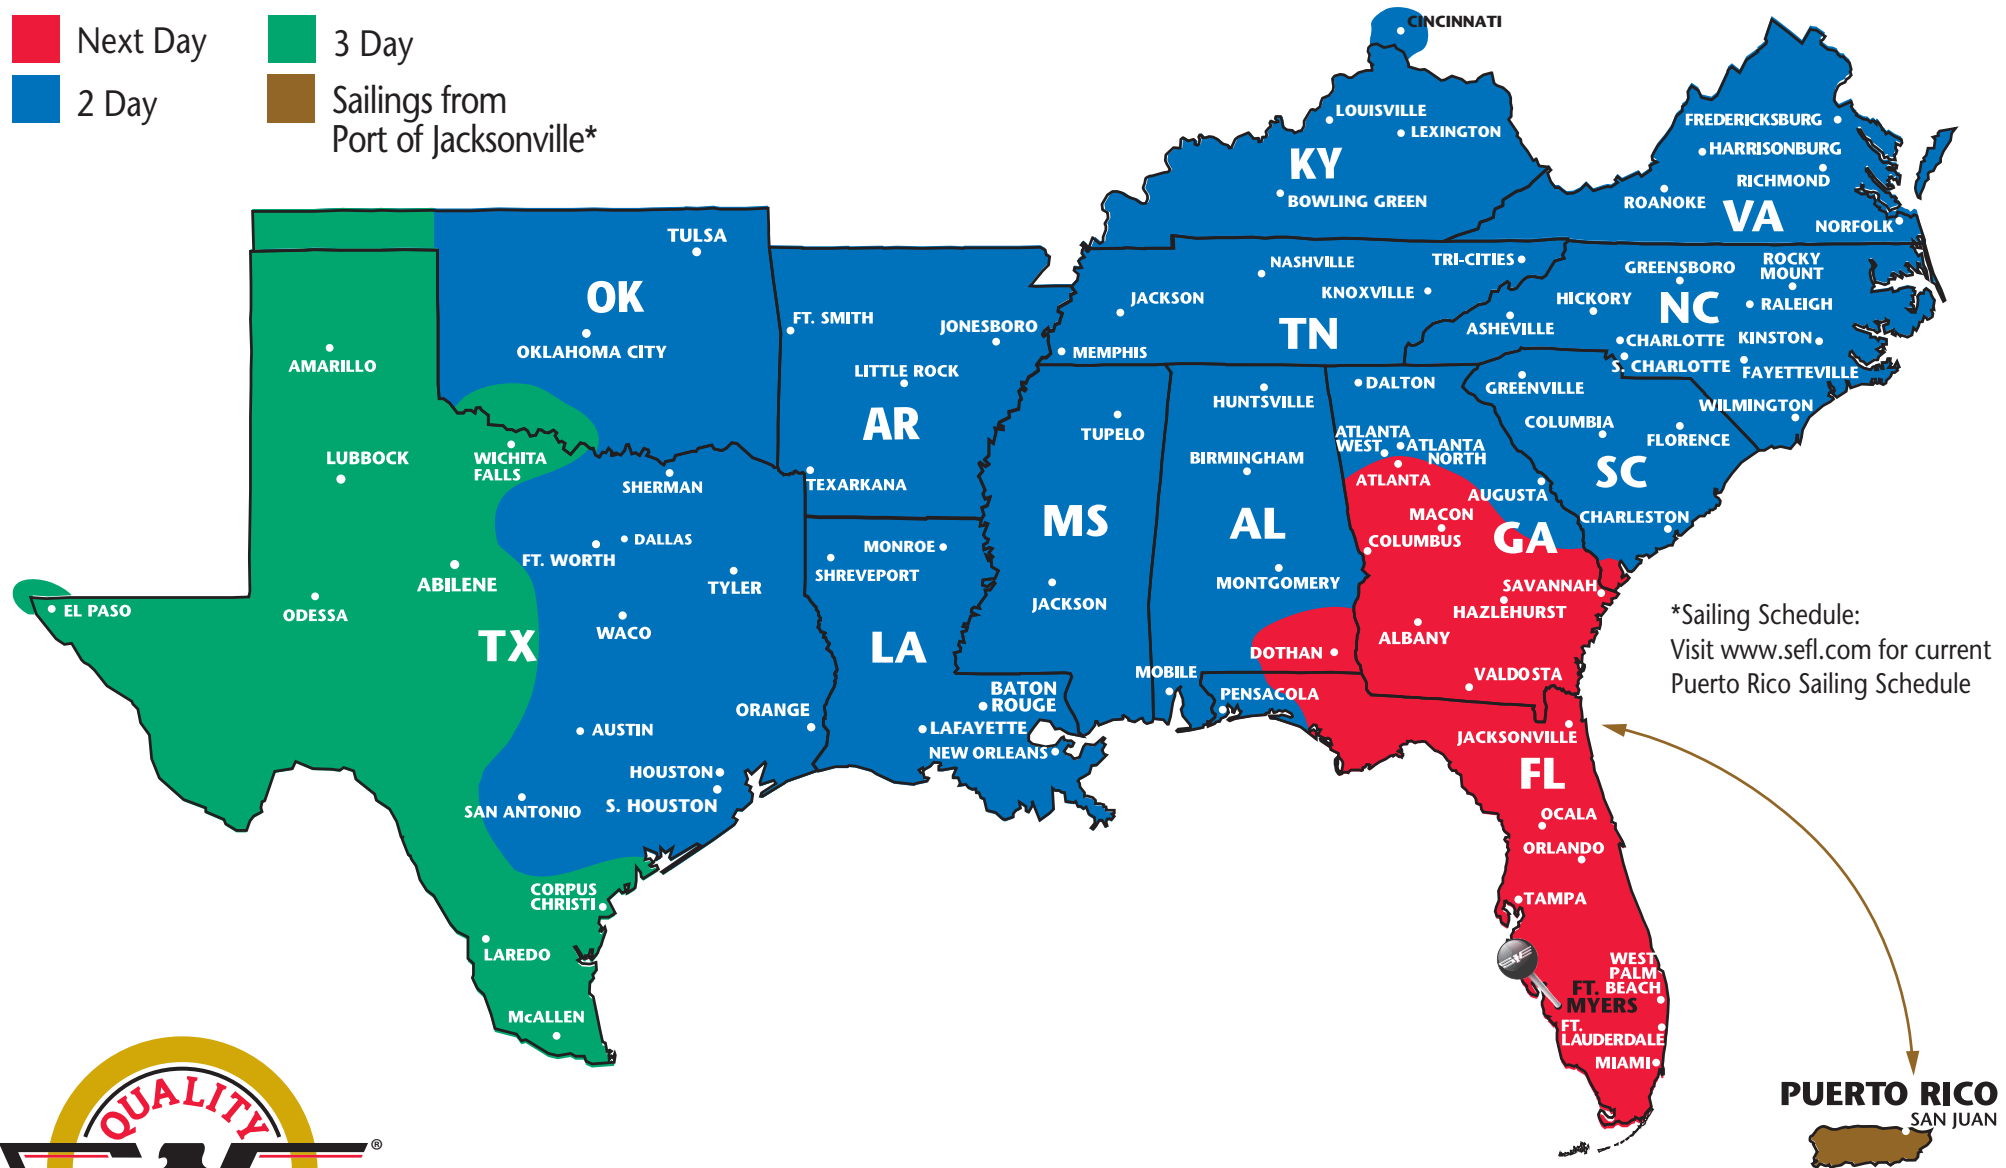 Next Day
3 Day
2 Day
Sailings from
Port of Jacksonville*
CINCINNATI
LOUISVILLE
LEXINGTON
KY
BOWLING GREEN
FREDERICKSBURG
HARRISONBURG
RICHMOND
ROANOKE
VA
NORFOLK
TULSA
OK
OKLAHOMA CITY
FT. SMITH
JONESBORO
LITTLE ROCK
AR
TEXARKANA
NASHVILLE
TRI-CITIES
JACKSON
KNOXVILLE
TN
MEMPHIS
GREENSBORO
ROCKY
MOUNT
HICKORY
NC
RALEIGH
ASHEVILLE
CHARLOTTE
KINSTON
S. CHARLOTTE
FAYETTEVILLE
WILMINGTON
AMARILLO
LUBBOCK
WICHITA
FALLS
SHERMAN
FT. WORTH
DALLAS
ABILENE
TYLER
EL PASO
ODESSA
WACO
TX
AUSTIN
ORANGE
HOUSTON
S. HOUSTON
SAN ANTONIO
CORPUS
CHRISTI
LAREDO
McALLEN
MONROE
SHREVEPORT
LA
BATON
ROUGE
LAFAYETTE
NEW ORLEANS
TUPELO
MS
JACKSON
HUNTSVILLE
BIRMINGHAM
AL
MONTGOMERY
DOTHAN
MOBILE
PENSACOLA
DALTON
ATLANTA
WEST
ATLANTA
NORTH
ATLANTA
AUGUSTA
MACON
COLUMBUS
GA
SAVANNAH
HAZLEHURST
ALBANY
VALDOSTA
GREENVILLE
COLUMBIA
FLORENCE
SC
CHARLESTON
JACKSONVILLE
FL
OCALA
ORLANDO
TAMPA
WEST
PALM
BEACH
FT.
MYERS
FT.
LAUDERDALE
MIAMI
*Sailing Schedule:
Visit www.sefl.com for current
Puerto Rico Sailing Schedule
PUERTO RICO
SAN JUAN
QUALITY
®